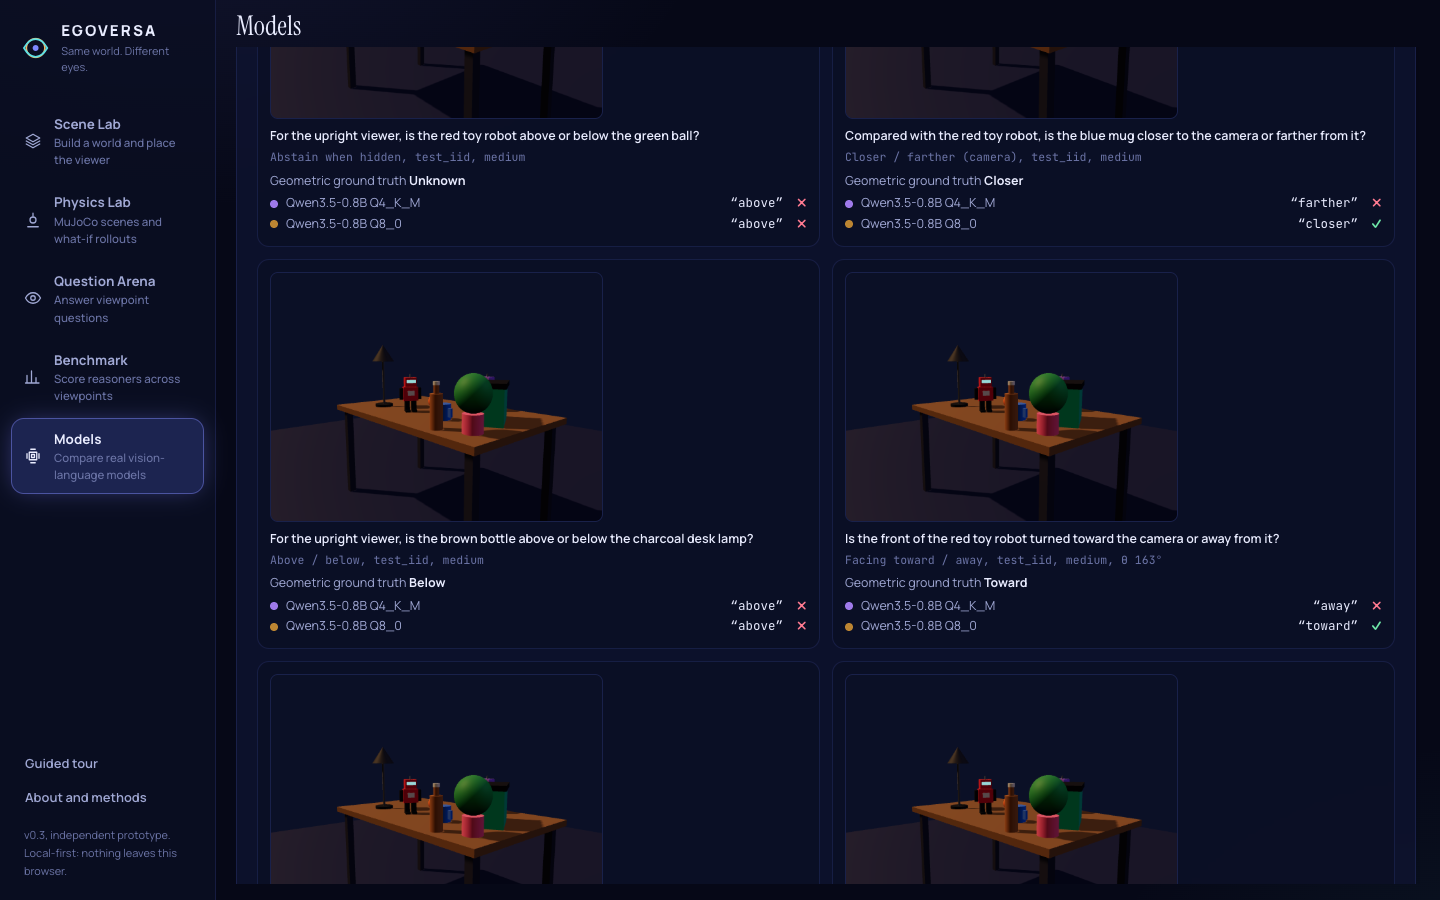 EGOVERSA
Same world. Different
eyes.
Scene Lab
Build a world and place
the viewer
Physics Lab
MuJoCo scenes and
what-if rollouts
Question Arena
Answer viewpoint
questions
Benchmark
Score reasoners across
viewpoints
Models
Compare real vision-
language models
Guided tour
About and methods
v0.3, independent prototype.
Local-first: nothing leaves this
browser.
Models
For the upright viewer, is the red toy robot above or below the green ball?
Abstain when hidden, test_iid, medium
Geometric ground truth Unknown
Qwen3.5-0.8B Q4_K_M “above” ✕
Qwen3.5-0.8B Q8_0 “above” ✕
Compared with the red toy robot, is the blue mug closer to the camera or farther from it?
Closer / farther (camera), test_iid, medium
Geometric ground truth Closer
Qwen3.5-0.8B Q4_K_M “farther” ✕
Qwen3.5-0.8B Q8_0 “closer” ✓
For the upright viewer, is the brown bottle above or below the charcoal desk lamp?
Above / below, test_iid, medium
Geometric ground truth Below
Qwen3.5-0.8B Q4_K_M “above” ✕
Qwen3.5-0.8B Q8_0 “above” ✕
Is the front of the red toy robot turned toward the camera or away from it?
Facing toward / away, test_iid, medium, θ 163°
Geometric ground truth Toward
Qwen3.5-0.8B Q4_K_M “away” ✕
Qwen3.5-0.8B Q8_0 “toward” ✓